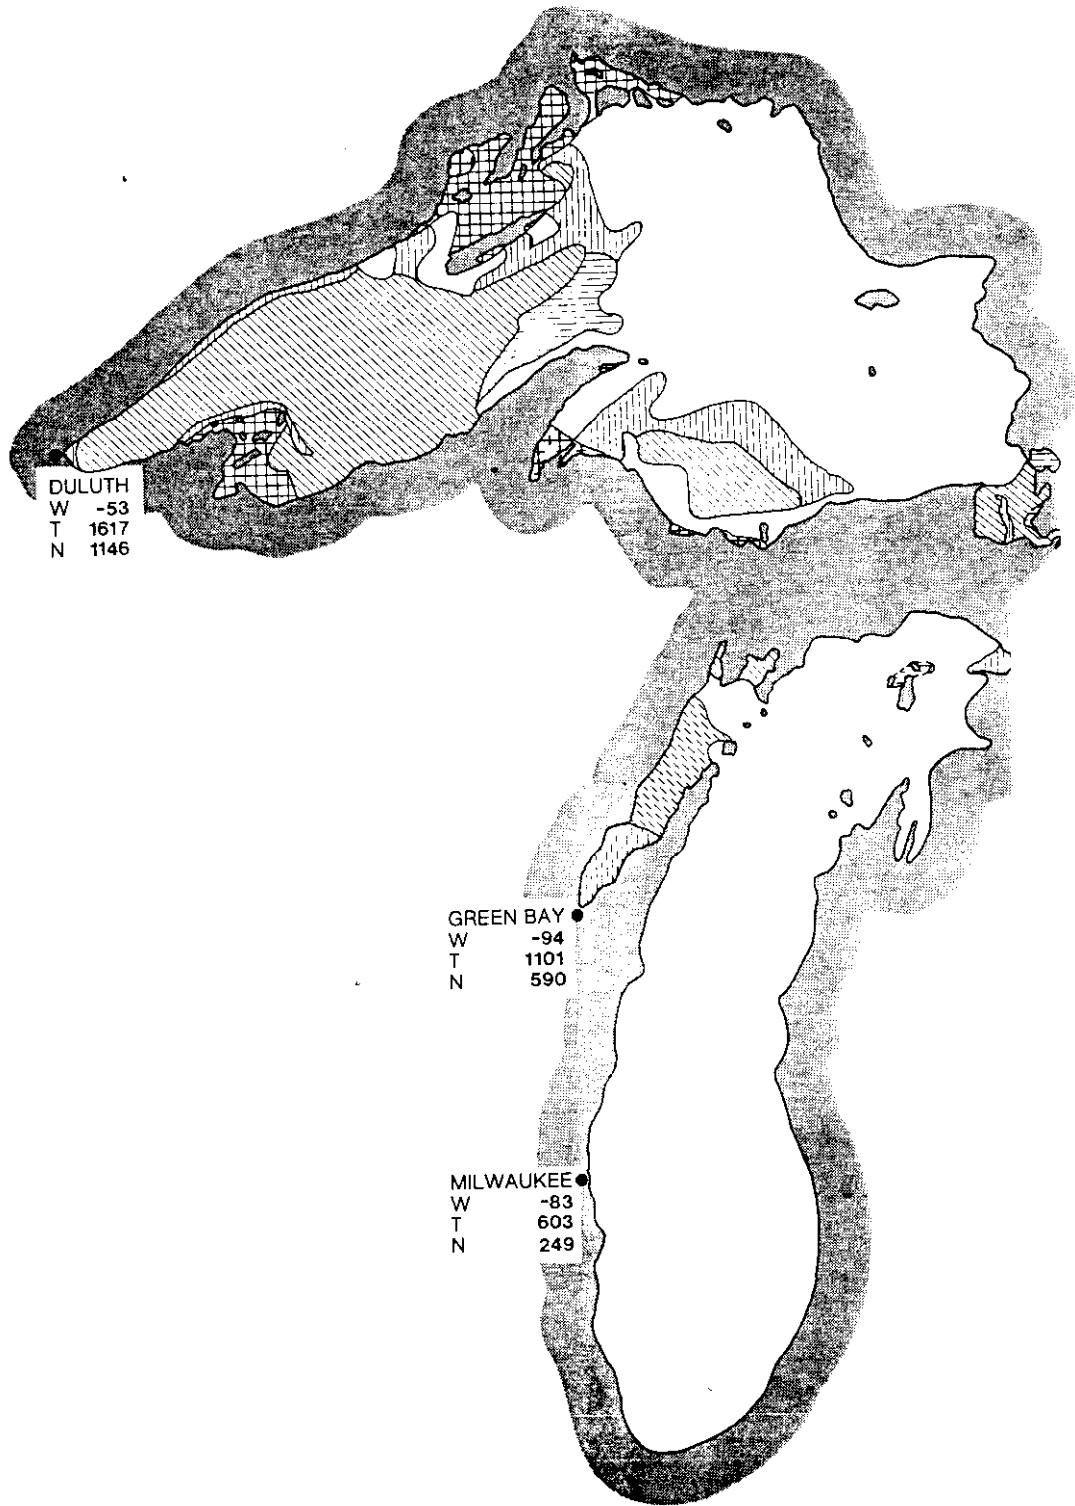 DULUTH
W -53
T 1617
N 1146
GREEN BAY
W -94
T 1101
N 590
MILWAUKEE
W -83
T 603
N 249